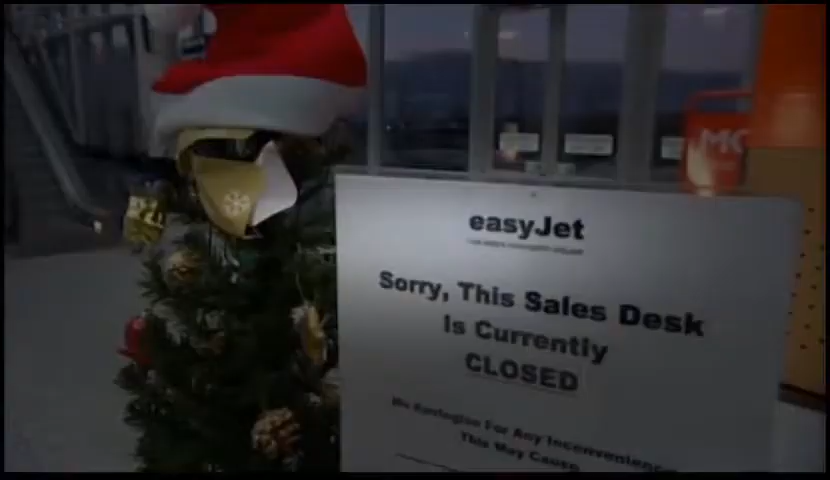 easyJet
Sorry, This Sales Desk
Is Currently
CLOSED
We Apologise For Any Inconvenience
This May Cause